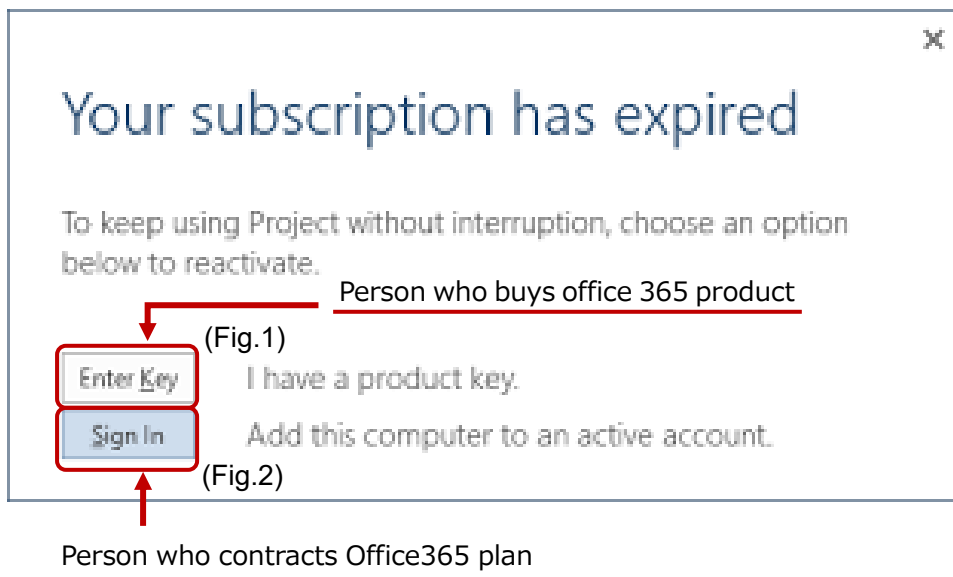 Your subscription has expired
To keep using Project without interruption, choose an option
below to reactivate.
Person who buys office 365 product
(Fig.1)
Enter Key I have a product key.
Sign In Add this computer to an active account.
(Fig.2)
Person who contracts Office365 plan